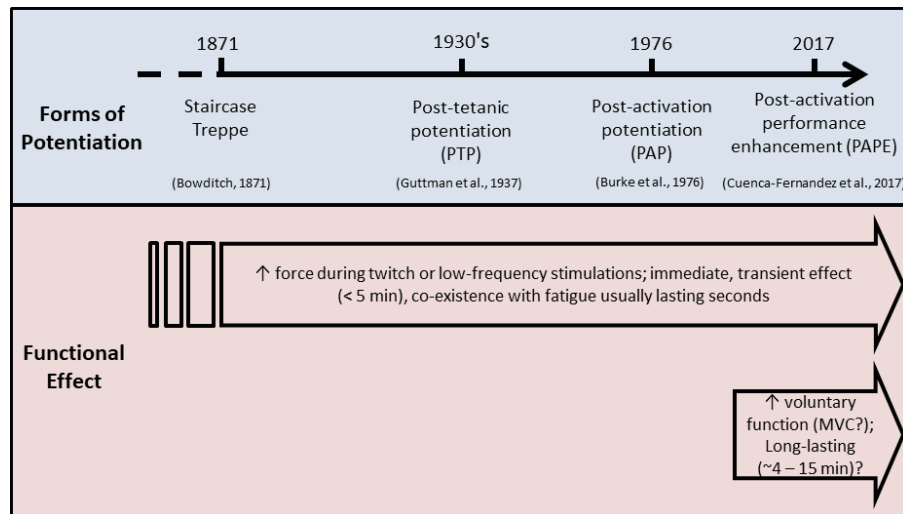 1871
1930's
1976
2017
Forms of
Potentiation
Staircase
Treppe
(Bowditch, 1871)
Post-tetanic
potentiation
(PTP)
(Guttman et al., 1937)
Post-activation
potentiation
(PAP)
(Burke et al., 1976)
Post-activation
performance
enhancement (PAPE)
(Cuenca-Fernandez et al., 2017)
Functional
Effect
↑ force during twitch or low-frequency stimulations; immediate, transient effect
(< 5 min), co-existence with fatigue usually lasting seconds
↑ voluntary
function (MVC?);
Long-lasting
(~4 – 15 min)?